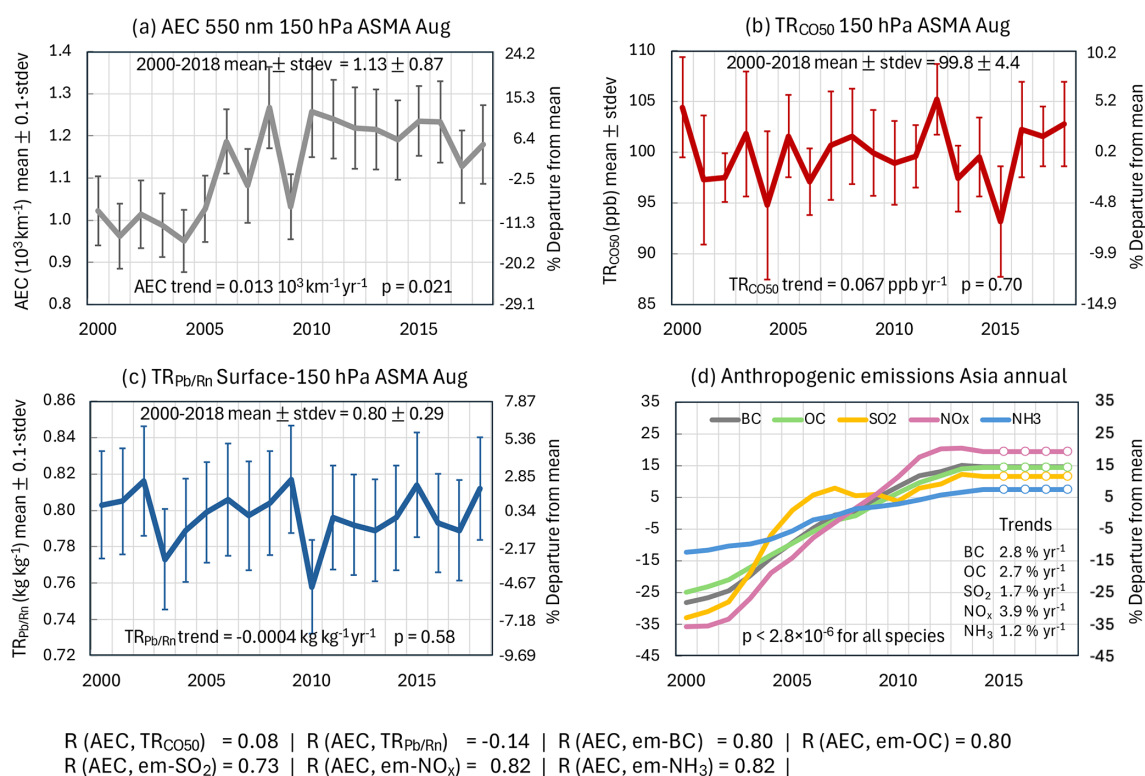 (a) AEC 550 nm 150 hPa ASMA Aug
2000-2018 mean ± stdev = 1.13 ± 0.87
AEC (10³ km⁻¹) mean ± 0.1·stdev
1.4
1.3
1.2
1.1
1.0
0.9
0.8
24.2
15.3
6.4
-2.5
-11.3
-20.2
-29.1
% Departure from mean
AEC trend = 0.013 10³ km⁻¹ yr⁻¹ p = 0.021
2000 2005 2010 2015
(b) TRCO50 150 hPa ASMA Aug
2000-2018 mean ± stdev = 99.8 ± 4.4
TRCO50 (ppb) mean ± stdev
110
105
100
95
90
85
10.2
5.2
0.2
-4.8
-9.9
-14.9
% Departure from mean
TRCO50 trend = 0.067 ppb yr⁻¹ p = 0.70
2000 2005 2010 2015
(c) TRPb/Rn Surface-150 hPa ASMA Aug
2000-2018 mean ± stdev = 0.80 ± 0.29
TRPb/Rn (kg kg⁻¹) mean ± 0.1·stdev
0.86
0.84
0.82
0.80
0.78
0.76
0.74
0.72
7.87
5.36
2.85
0.34
-2.17
-4.67
-7.18
-9.69
% Departure from mean
TRPb/Rn trend = -0.0004 kg kg⁻¹ yr⁻¹ p = 0.58
2000 2005 2010 2015
(d) Anthropogenic emissions Asia annual
BC OC SO2 NOx NH3
35
25
15
5
-5
-15
-25
-35
-45
35
25
15
5
-5
-15
-25
-35
-45
% Departure from mean
Trends
BC 2.8 % yr⁻¹
OC 2.7 % yr⁻¹
SO₂ 1.7 % yr⁻¹
NOₓ 3.9 % yr⁻¹
NH₃ 1.2 % yr⁻¹
p < 2.8×10⁻⁶ for all species
2000 2005 2010 2015
R (AEC, TRCO50) = 0.08 | R (AEC, TRPb/Rn) = -0.14 | R (AEC, em-BC) = 0.80 | R (AEC, em-OC) = 0.80
R (AEC, em-SO₂) = 0.73 | R (AEC, em-NOₓ) = 0.82 | R (AEC, em-NH₃) = 0.82 |